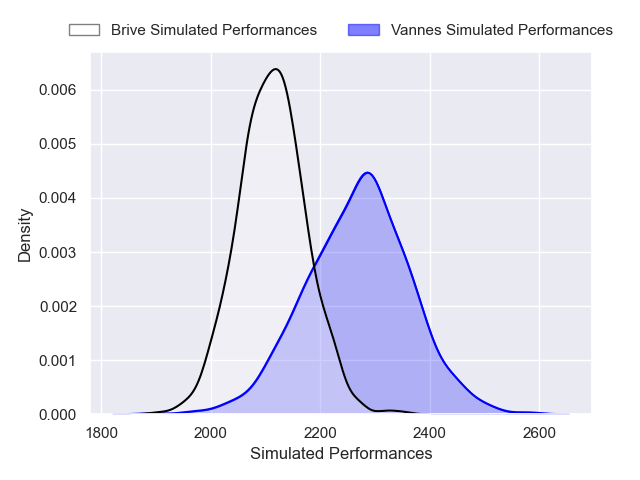 Brive Simulated Performances Vannes Simulated Performances
0.006
0.005
0.004
0.003
0.002
0.001
0.000
Density
1800 2000 2200 2400 2600
Simulated Performances